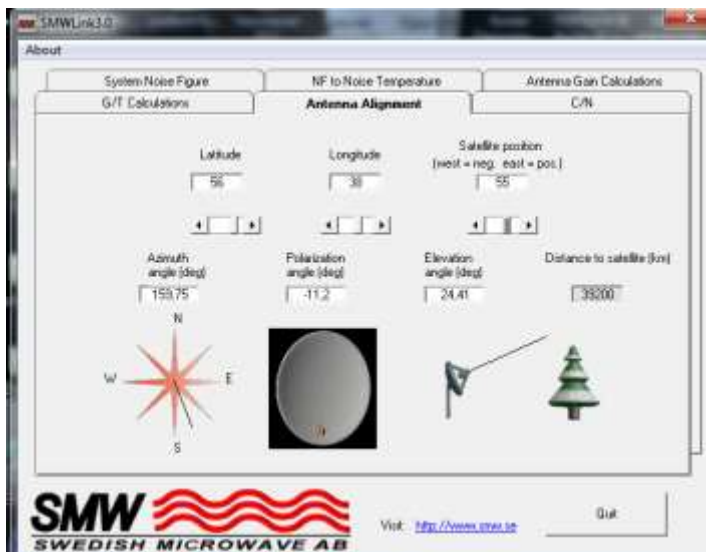 SMWLink3.0
About
System Noise Figure
NF to Noise Temperature
Antenna Gain Calculations
G/T Calculations
Antenna Alignment
C/N
Latitude
Longitude
Satellite position
(west = neg. east = pos.)
56
38
55
Azimuth
angle (deg)
Polarization
angle (deg)
Elevation
angle (deg)
Distance to satellite (km)
159,75
-11,2
24,41
39200
N
W
E
S
SMW
SWEDISH MICROWAVE AB
Visit
http://www.smw.se
Quit